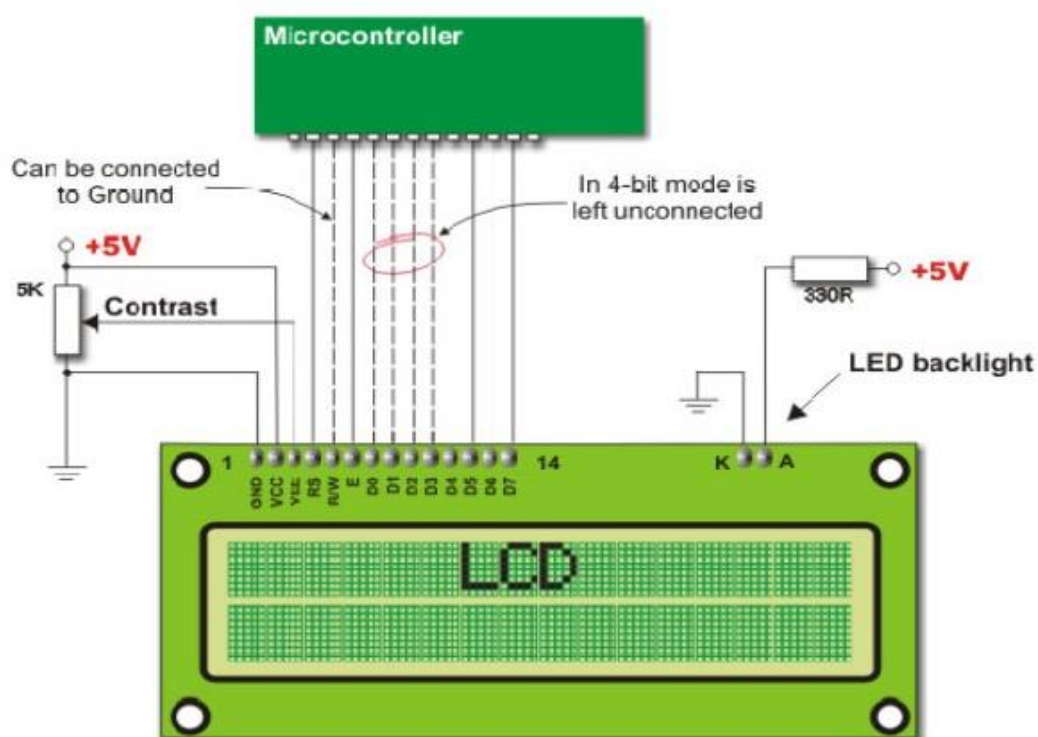 Microcontroller
Can be connected
to Ground
In 4-bit mode is
left unconnected
+5V
5K
Contrast
+5V
330R
LED backlight
1
14
K
A
GND
VCC
VEE
RS
R/W
E
D0
D1
D2
D3
D4
D5
D6
D7
LCD